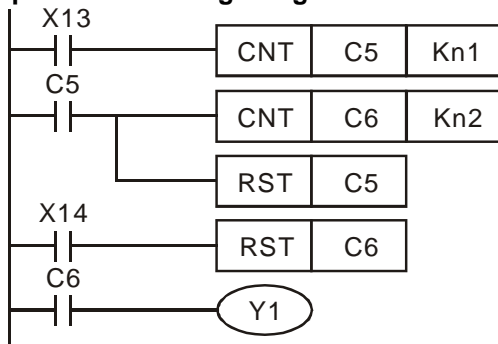 X13
CNT C5 Kn1
C5
CNT C6 Kn2
RST C5
X14
RST C6
C6
Y1